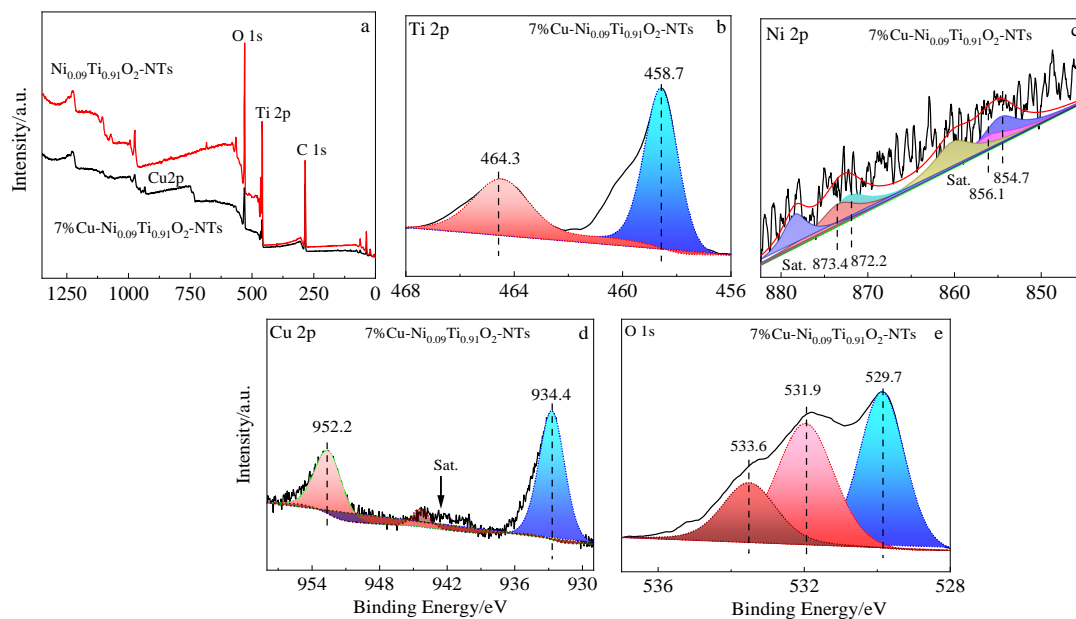 a
O 1s
Ni0.09Ti0.91O2-NTs
Ti 2p
C 1s
Cu2p
7%Cu-Ni0.09Ti0.91O2-NTs
Intensity/a.u.
1250 1000 750 500 250 0
Ti 2p 7%Cu-Ni0.09Ti0.91O2-NTs b
458.7
464.3
468 464 460 456
Ni 2p 7%Cu-Ni0.09Ti0.91O2-NTs c
854.7
856.1
Sat.
872.2
873.4
Sat.
880 870 860 850
Cu 2p 7%Cu-Ni0.09Ti0.91O2-NTs d
934.4
952.2
Sat.
Intensity/a.u.
954 948 942 936 930
Binding Energy/eV
O 1s 7%Cu-Ni0.09Ti0.91O2-NTs e
529.7
531.9
533.6
536 532 528
Binding Energy/eV